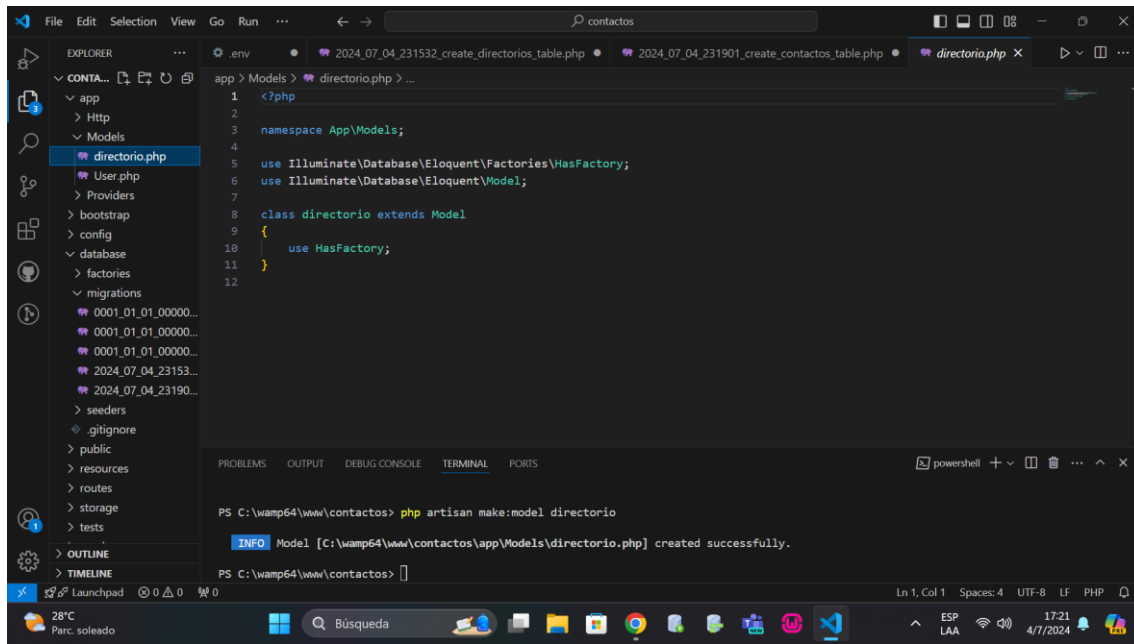 File Edit Selection View Go Run ··· contactos
EXPLORER ···
CONTA...
app
Http
Models
directorio.php
User.php
Providers
bootstrap
config
database
factories
migrations
0001_01_01_00000...
0001_01_01_00000...
0001_01_01_00000...
2024_07_04_23153...
2024_07_04_23190...
seeders
.gitignore
public
resources
routes
storage
tests
OUTLINE
TIMELINE
.env 2024_07_04_231532_create_directorios_table.php 2024_07_04_231901_create_contactos_table.php directorio.php
app > Models > directorio.php > ...
1 <?php
2
3 namespace App\Models;
4
5 use Illuminate\Database\Eloquent\Factories\HasFactory;
6 use Illuminate\Database\Eloquent\Model;
7
8 class directorio extends Model
9 {
10 use HasFactory;
11 }
12
PROBLEMS OUTPUT DEBUG CONSOLE TERMINAL PORTS powershell
PS C:\wamp64\www\contactos> php artisan make:model directorio
INFO Model [C:\wamp64\www\contactos\app\Models\directorio.php] created successfully.
PS C:\wamp64\www\contactos>
3
1
Launchpad 0 0 0 Ln 1, Col 1 Spaces: 4 UTF-8 LF PHP
28°C
Parc. soleado
Búsqueda
ESP
LAA
17:21
4/7/2024